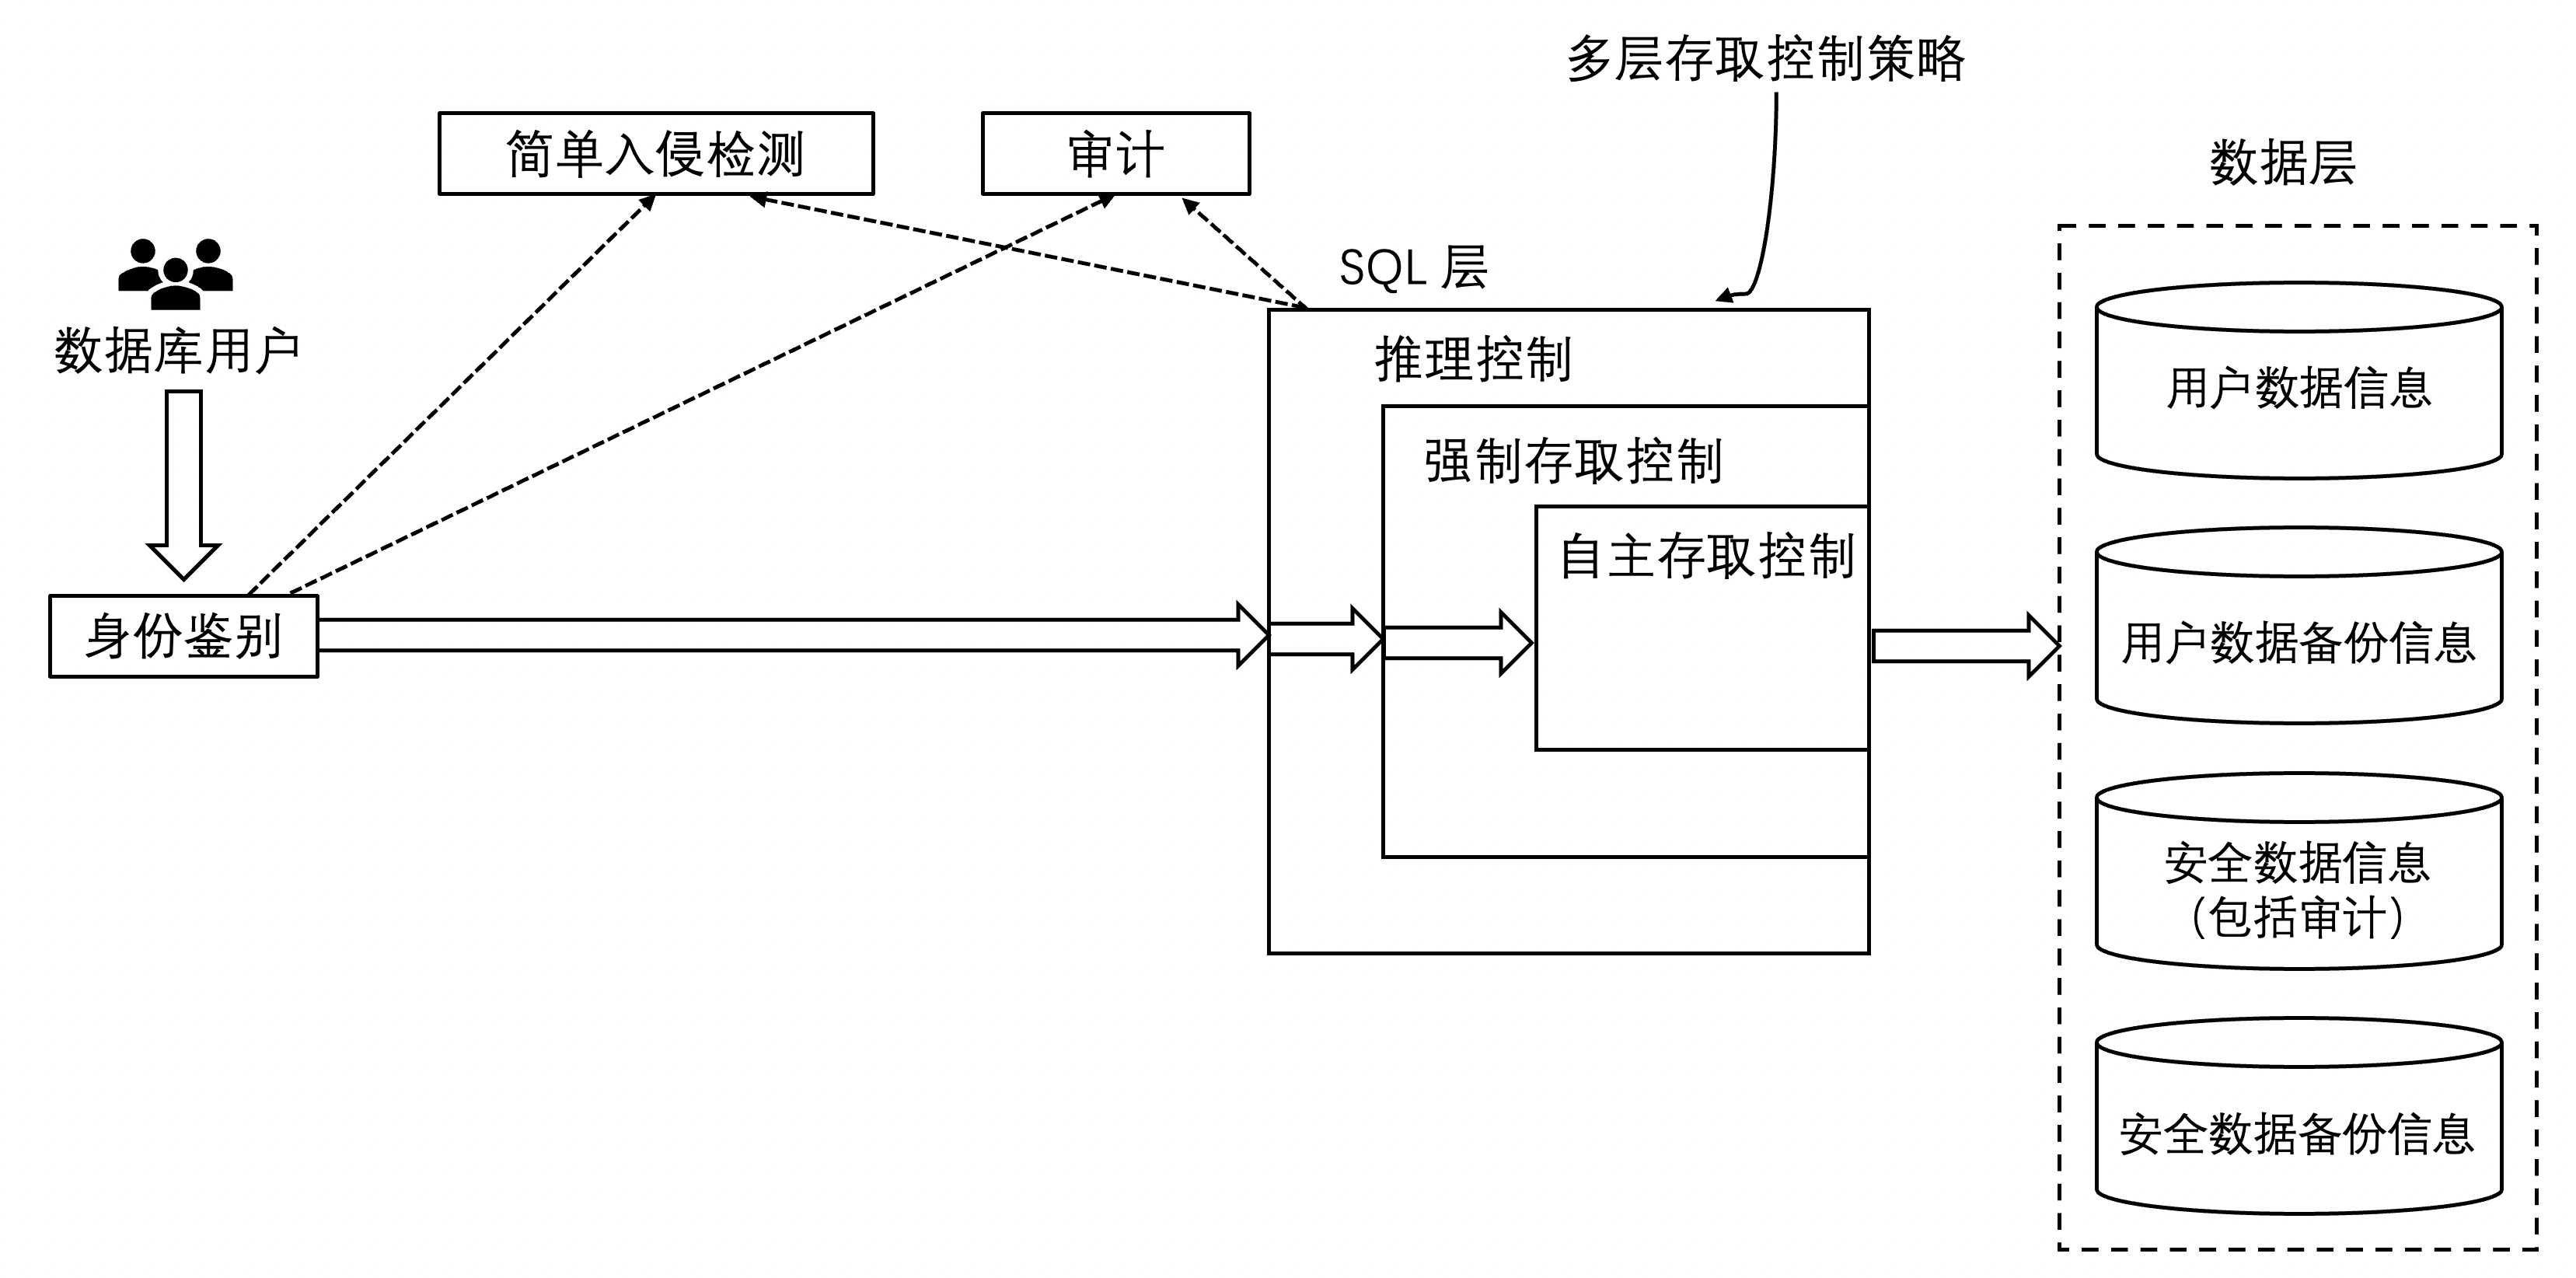 多层存取控制策略
简单入侵检测
审计
数据层
SQL 层
数据库用户
推理控制
用户数据信息
强制存取控制
自主存取控制
身份鉴别
用户数据备份信息
安全数据信息
（包括审计）
安全数据备份信息